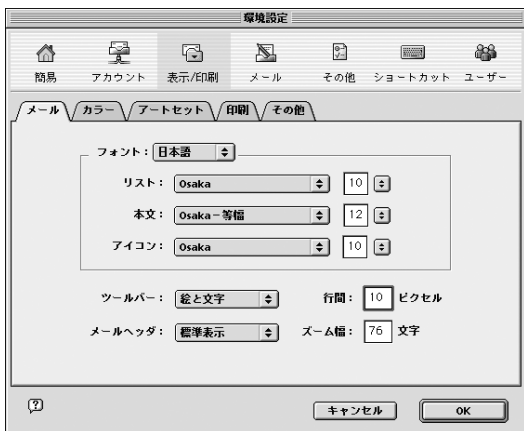 環境設定
簡易 アカウント 表示/印刷 メール その他 ショートカット ユーザー
メール カラー アートセット 印刷 その他
フォント： 日本語
リスト： Osaka 10
本文： Osaka－等幅 12
アイコン： Osaka 10
ツールバー： 絵と文字 行間： 10 ピクセル
メールヘッダ： 標準表示 ズーム幅： 76 文字
? キャンセル OK